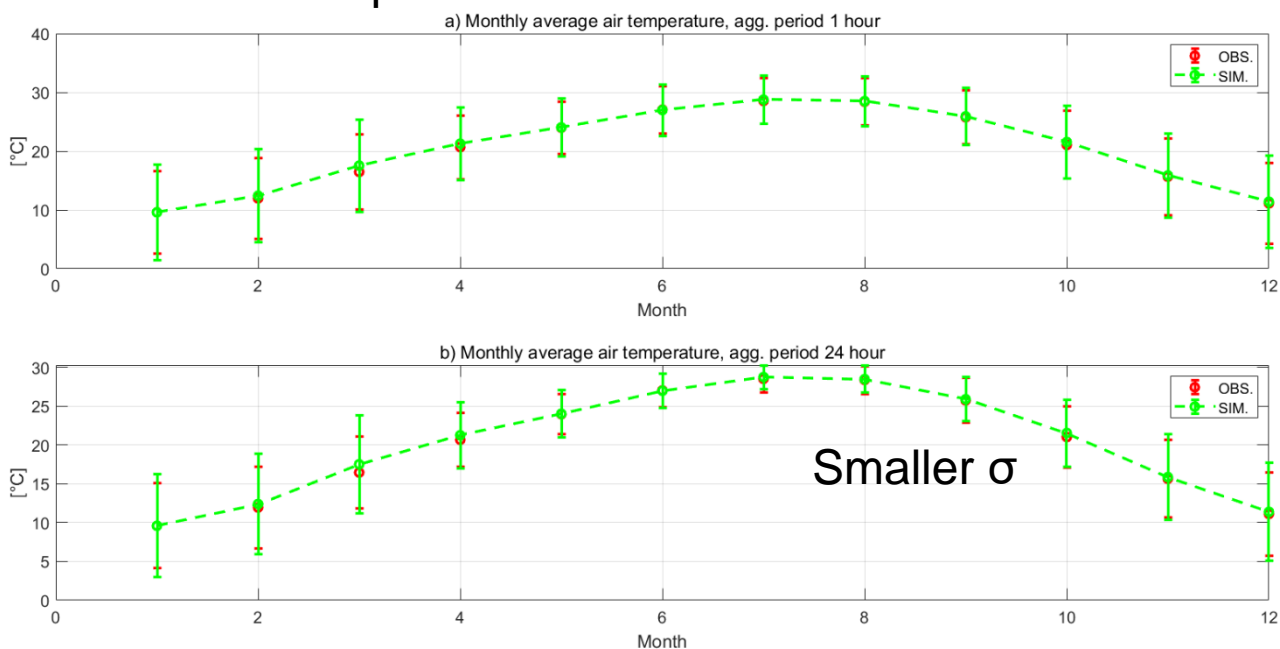 a) Monthly average air temperature, agg. period 1 hour
40
30
20
10
0
[°C]
OBS.
SIM.
0 2 4 6 8 10 12
Month
b) Monthly average air temperature, agg. period 24 hour
30
25
20
15
10
5
0
[°C]
OBS.
SIM.
Smaller σ
0 2 4 6 8 10 12
Month